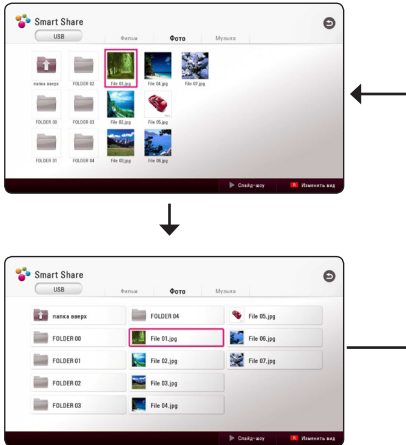 Smart Share
USB
Фильм Фото Музыка
папка вверх FOLDER 02 File 01.jpg File 04.jpg File 07.jpg
FOLDER 00 FOLDER 03 File 02.jpg File 05.jpg
FOLDER 01 FOLDER 04 File 03.jpg File 06.jpg
Слайд-шоу Изменить вид
Smart Share
USB
Фильм Фото Музыка
папка вверх FOLDER 04 File 05.jpg
FOLDER 00 File 01.jpg File 06.jpg
FOLDER 01 File 02.jpg File 07.jpg
FOLDER 02 File 03.jpg
FOLDER 03 File 04.jpg
Слайд-шоу Изменить вид